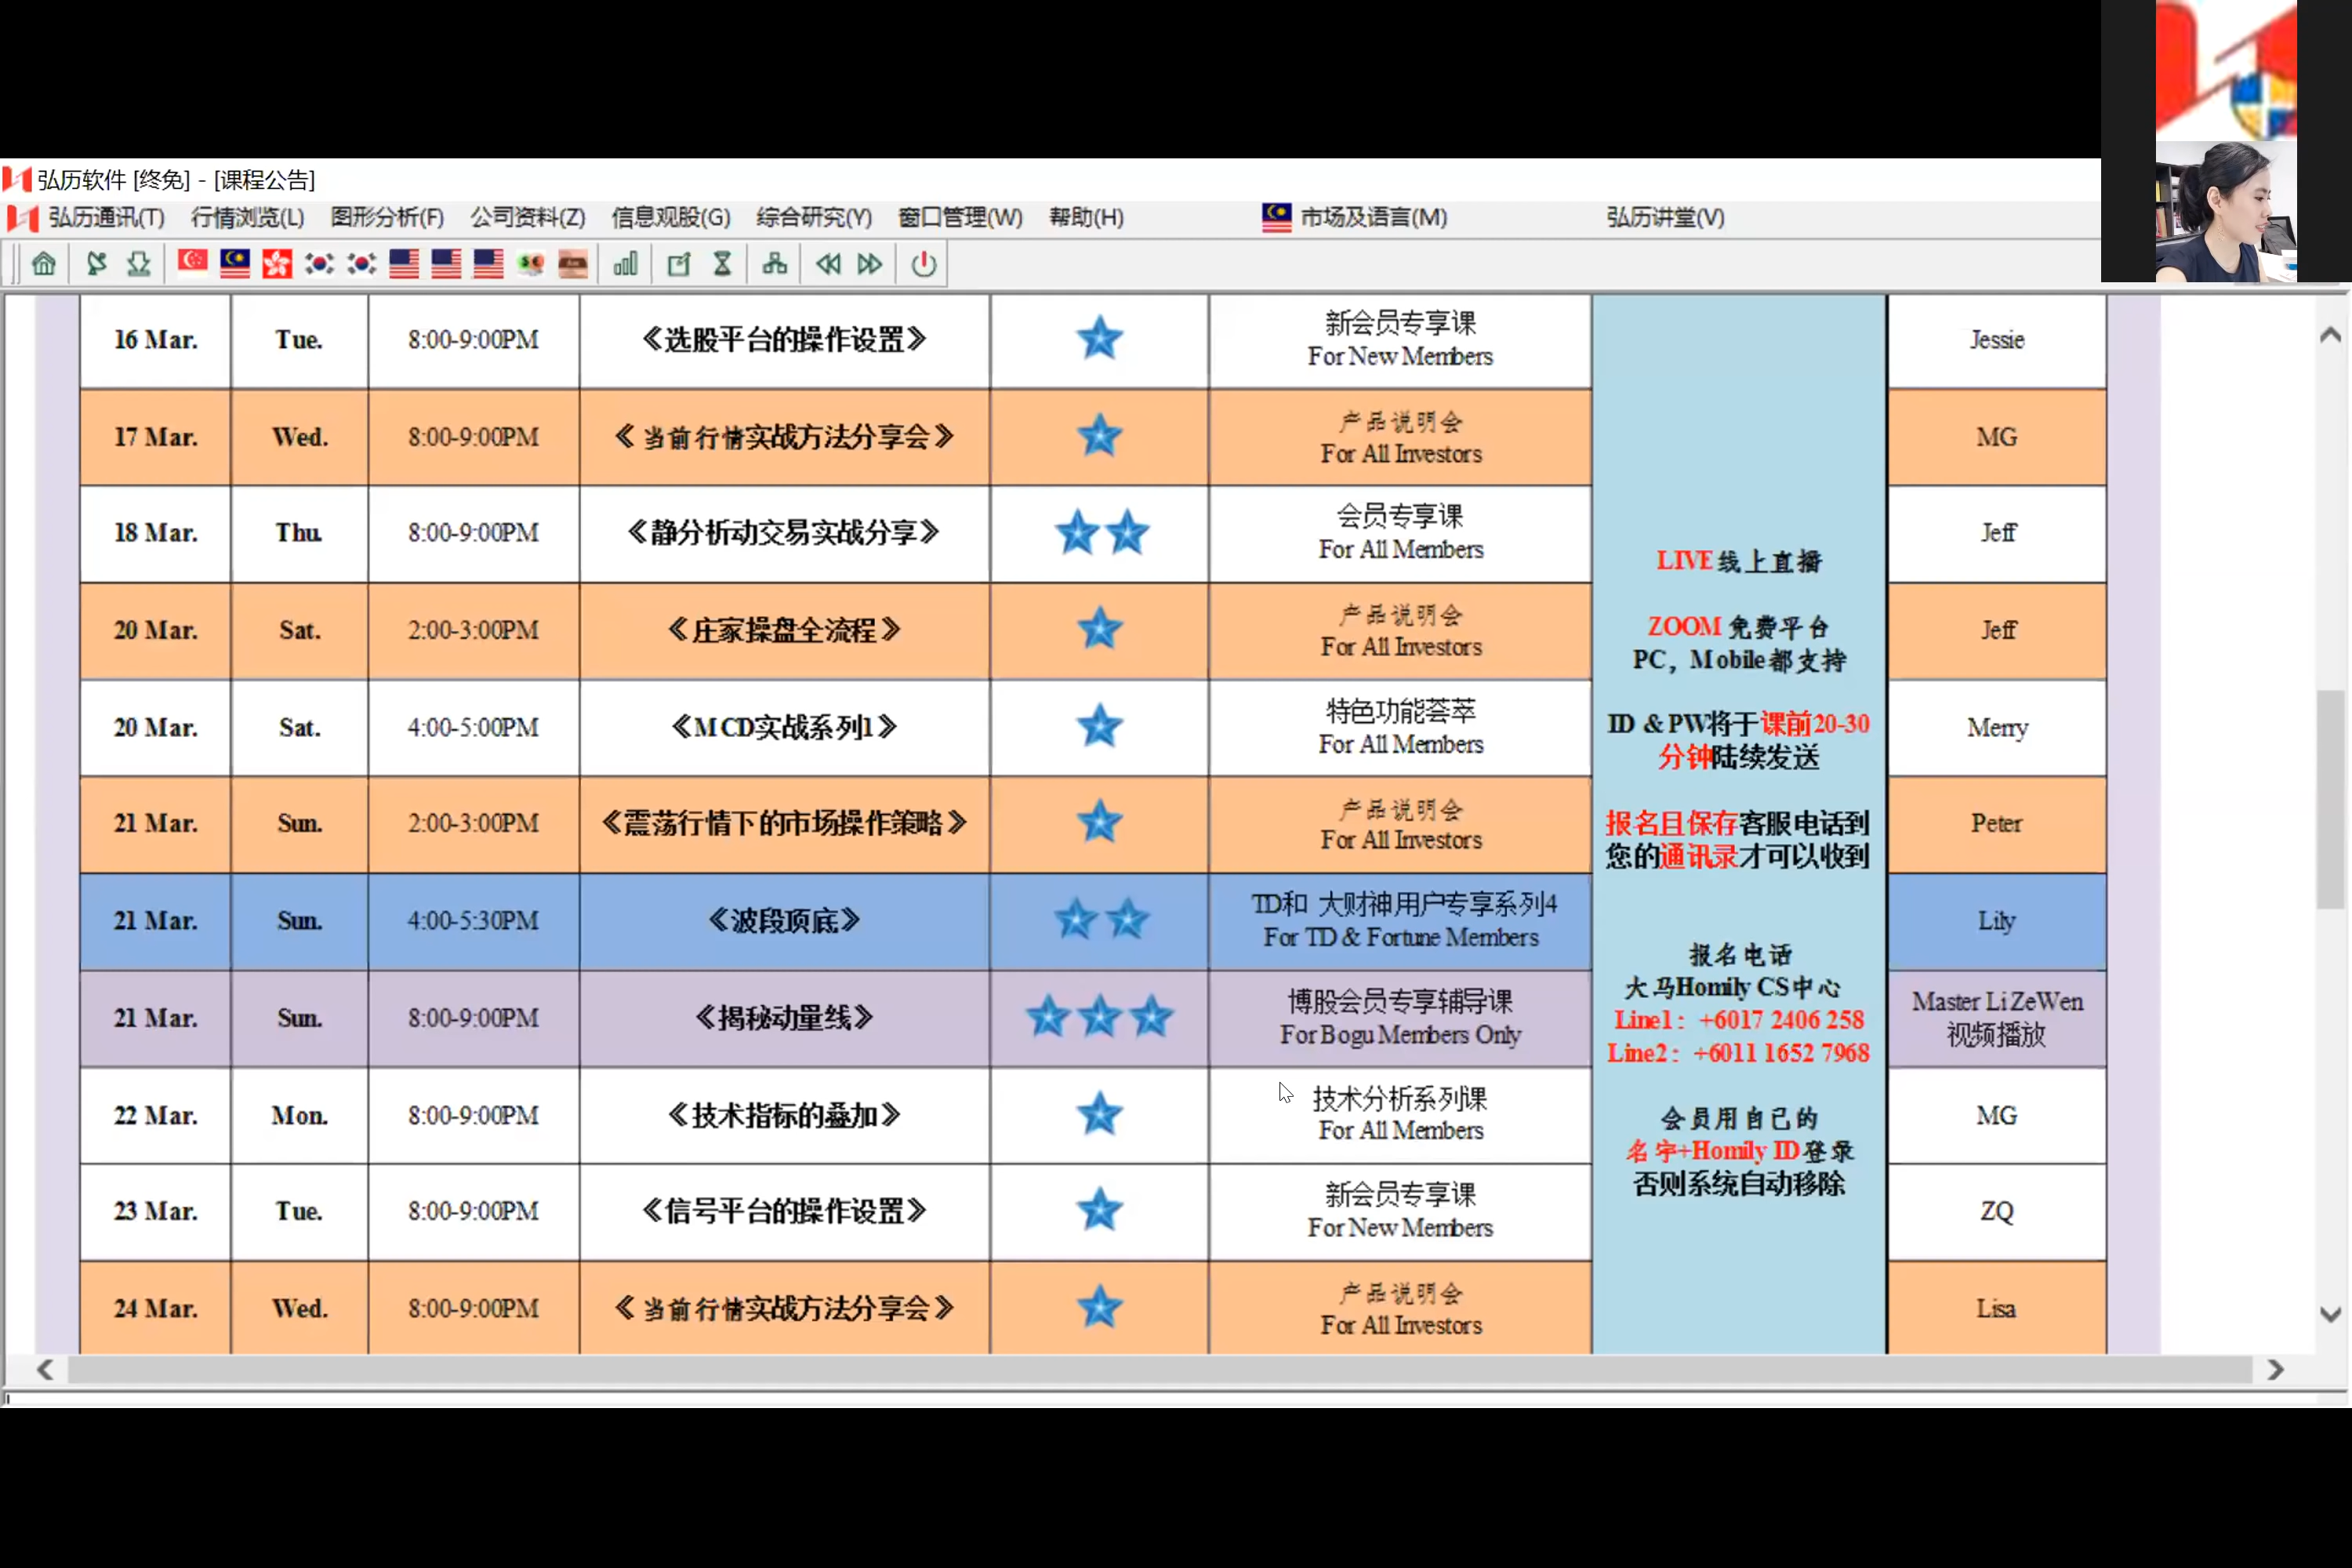 弘历软件 [终免] - [课程公告]
弘历通讯(T) 行情浏览(L) 图形分析(F) 公司资料(Z) 信息观股(G) 综合研究(Y) 窗口管理(W) 帮助(H) 市场及语言(M) 弘历讲堂(V)
16 Mar. Tue. 8:00-9:00PM 《选股平台的操作设置》 新会员专享课 Jessie
For New Members
17 Mar. Wed. 8:00-9:00PM 《当前行情实战方法分享会》 产品说明会 MG
For All Investors
18 Mar. Thu. 8:00-9:00PM 《静分析动交易实战分享》 会员专享课 Jeff
For All Members
20 Mar. Sat. 2:00-3:00PM 《庄家操盘全流程》 产品说明会 Jeff
For All Investors
20 Mar. Sat. 4:00-5:00PM 《MCD实战系列1》 特色功能荟萃 Merry
For All Members
21 Mar. Sun. 2:00-3:00PM 《震荡行情下的市场操作策略》 产品说明会 Peter
For All Investors
21 Mar. Sun. 4:00-5:30PM 《波段顶底》 TD和 大财神用户专享系列4 Lily
For TD & Fortune Members
21 Mar. Sun. 8:00-9:00PM 《揭秘动量线》 博股会员专享辅导课 Master Li ZeWen
For Bogu Members Only 视频播放
22 Mar. Mon. 8:00-9:00PM 《技术指标的叠加》 技术分析系列课 MG
For All Members
23 Mar. Tue. 8:00-9:00PM 《信号平台的操作设置》 新会员专享课 ZQ
For New Members
24 Mar. Wed. 8:00-9:00PM 《当前行情实战方法分享会》 产品说明会 Lisa
For All Investors
LIVE 线上直播
ZOOM 免费平台
PC，Mobile都支持
ID & PW将于课前20-30
分钟陆续发送
报名且保存客服电话到
您的通讯录才可以收到
报名电话
大马Homily CS中心
Line1：+6017 2406 258
Line2：+6011 1652 7968
会员用自己的
名字+Homily ID登录
否则系统自动移除